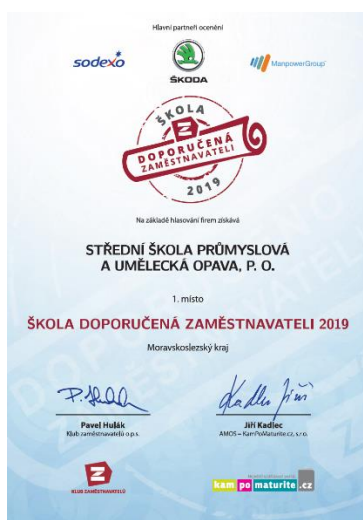 Hlavní partneři ocenění
sodexo
ŠKODA
ManpowerGroup
ŠKOLA
DOPORUČENÁ
ZAMĚSTNAVATELI
2019
Na základě hlasování firem získává
STŘEDNÍ ŠKOLA PRŮMYSLOVÁ
A UMĚLECKÁ OPAVA, P. O.
1. místo
ŠKOLA DOPORUČENÁ ZAMĚSTNAVATELI 2019
Moravskoslezský kraj
Pavel Hulák
Klub zaměstnavatelů o.p.s.
Jiří Kadlec
AMOS – KamPoMaturite.cz, s.r.o.
KLUB ZAMĚSTNAVATELŮ
kam po maturite .cz